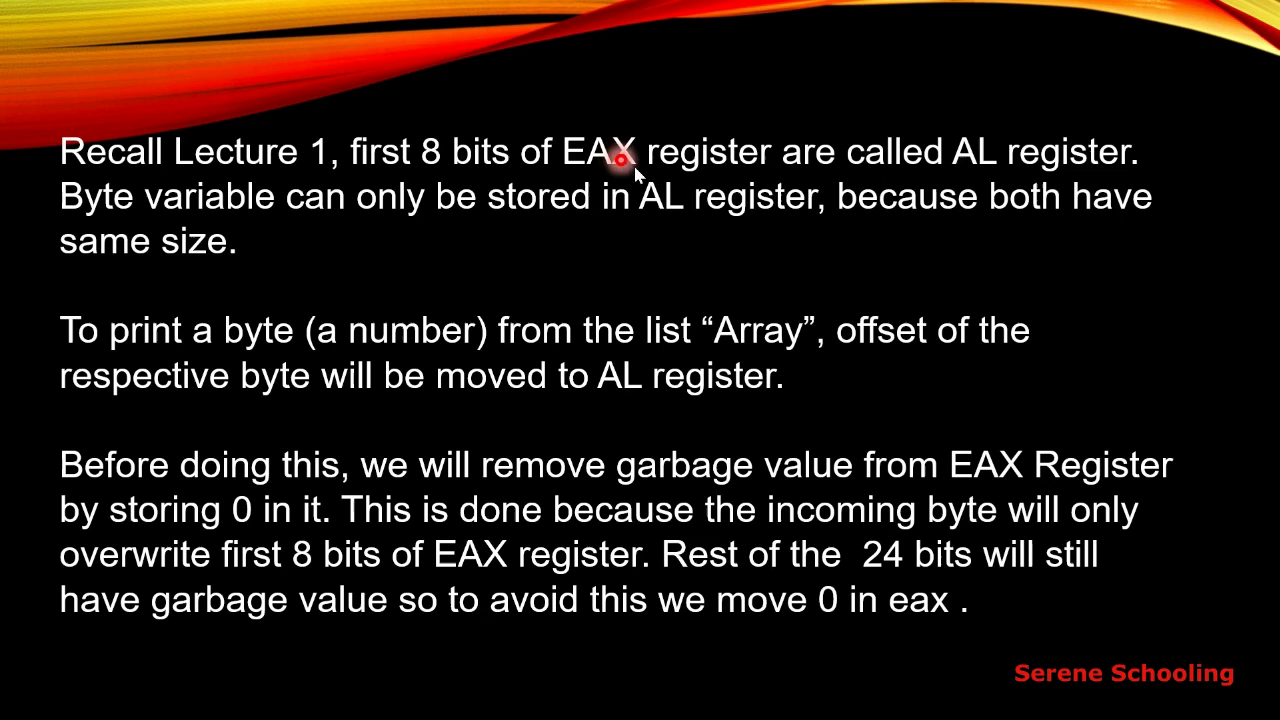 Recall Lecture 1, first 8 bits of EAX register are called AL register.
Byte variable can only be stored in AL register, because both have
same size.
To print a byte (a number) from the list “Array”, offset of the
respective byte will be moved to AL register.
Before doing this, we will remove garbage value from EAX Register
by storing 0 in it. This is done because the incoming byte will only
overwrite first 8 bits of EAX register. Rest of the  24 bits will still
have garbage value so to avoid this we move 0 in eax .
Serene Schooling